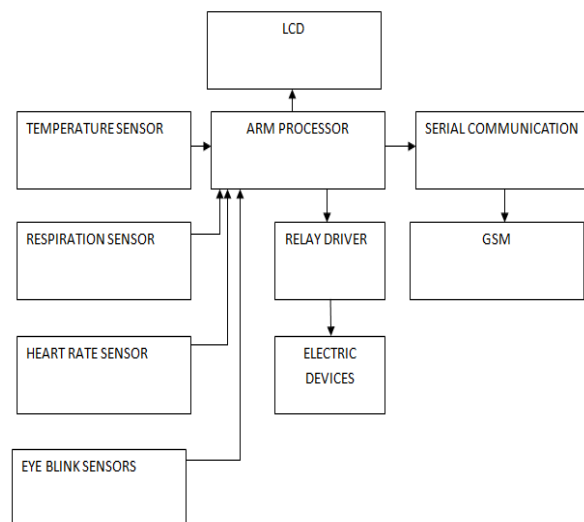 LCD
TEMPERATURE SENSOR
ARM PROCESSOR
SERIAL COMMUNICATION
RESPIRATION SENSOR
RELAY DRIVER
GSM
HEART RATE SENSOR
ELECTRIC
DEVICES
EYE BLINK SENSORS